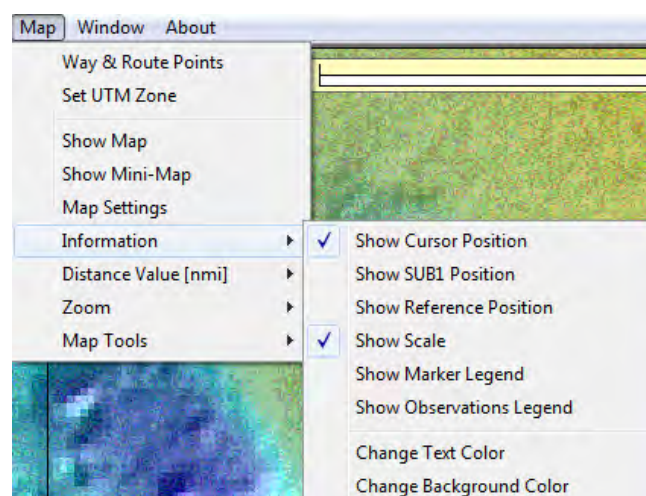 Map Window About
Way & Route Points
Set UTM Zone
Show Map
Show Mini-Map
Map Settings
Information
Distance Value [nmi]
Zoom
Map Tools
Show Cursor Position
Show SUB1 Position
Show Reference Position
Show Scale
Show Marker Legend
Show Observations Legend
Change Text Color
Change Background Color